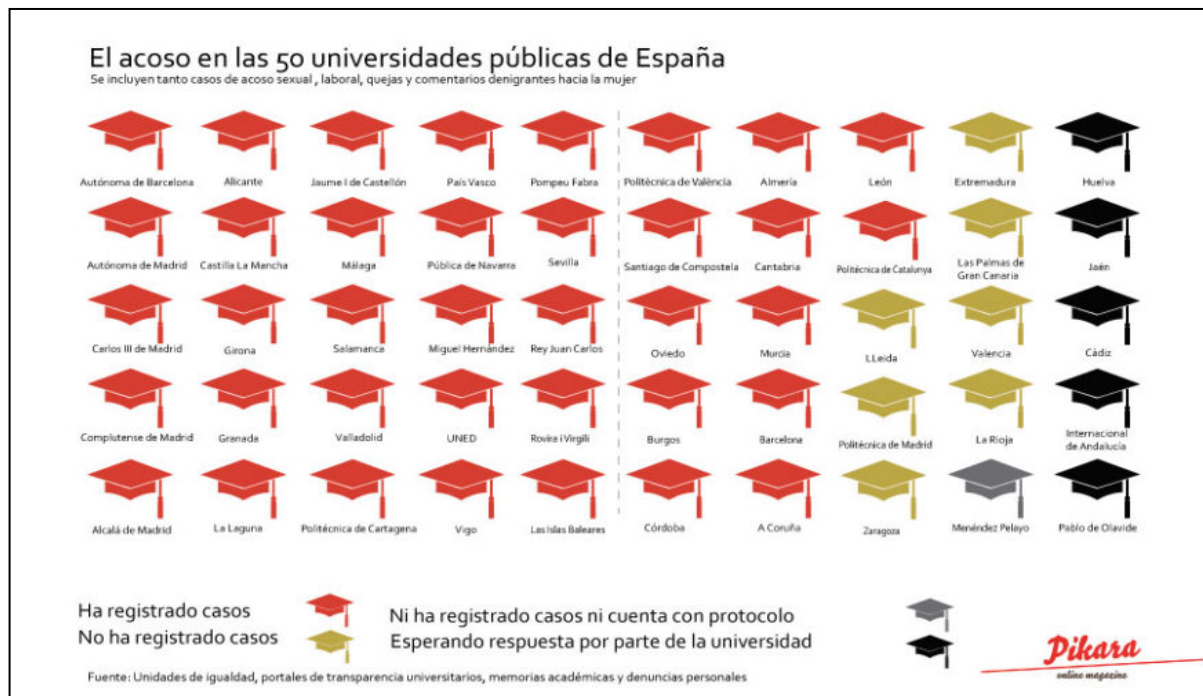 El acoso en las 50 universidades públicas de España
Se incluyen tanto casos de acoso sexual , laboral, quejas y comentarios denigrantes hacia la mujer
Autónoma de Barcelona
Alicante
Jaume I de Castellón
País Vasco
Pompeu Fabra
Politècnica de València
Almería
León
Extremadura
Huelva
Autónoma de Madrid
Castilla La Mancha
Málaga
Pública de Navarra
Sevilla
Santiago de Compostela
Cantabria
Politécnica de Catalunya
Las Palmas de
Gran Canaria
Jaén
Carlos III de Madrid
Girona
Salamanca
Miguel Hernández
Rey Juan Carlos
Oviedo
Murcia
LLeida
Valencia
Cádiz
Complutense de Madrid
Granada
Valladolid
UNED
Rovira i Virgili
Burgos
Barcelona
Politécnica de Madrid
La Rioja
Internacional
de Andalucía
Alcalá de Madrid
La Laguna
Politécnica de Cartagena
Vigo
Las Islas Baleares
Córdoba
A Coruña
Zaragoza
Menéndez Pelayo
Pablo de Olavide
Ha registrado casos
Ni ha registrado casos ni cuenta con protocolo
No ha registrado casos
Esperando respuesta por parte de la universidad
Pikara
online magazine
Fuente: Unidades de igualdad, portales de transparencia universitarios, memorias académicas y denuncias personales